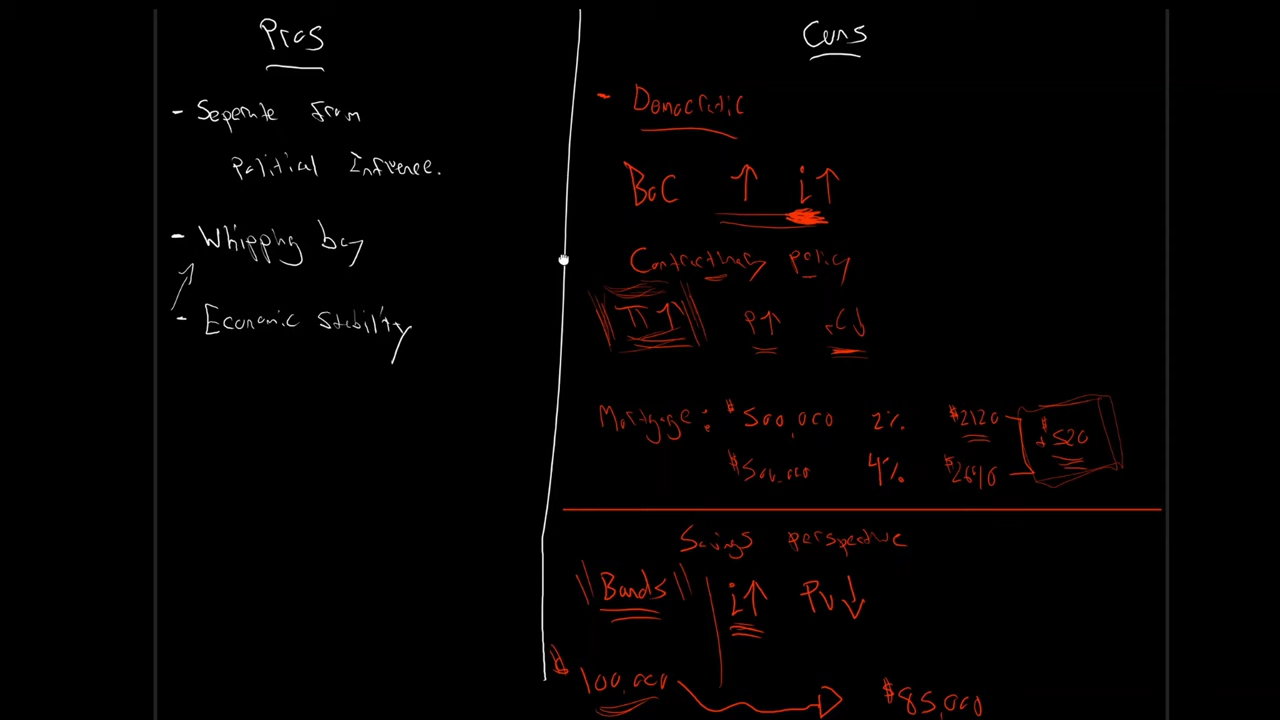 Pros
- Seperate from
Political Influence.
- Whipping boy
- Economic Stability
Cons
- Democratic
BoC ↑ i↑
Contractionary policy
π↑ P↑ C↓
Mortgage: $500,000 2% $2120
$520
$500,000 4% $2640
Savings perspective
Bonds i↑ PV↓
$100,000 → $85,000